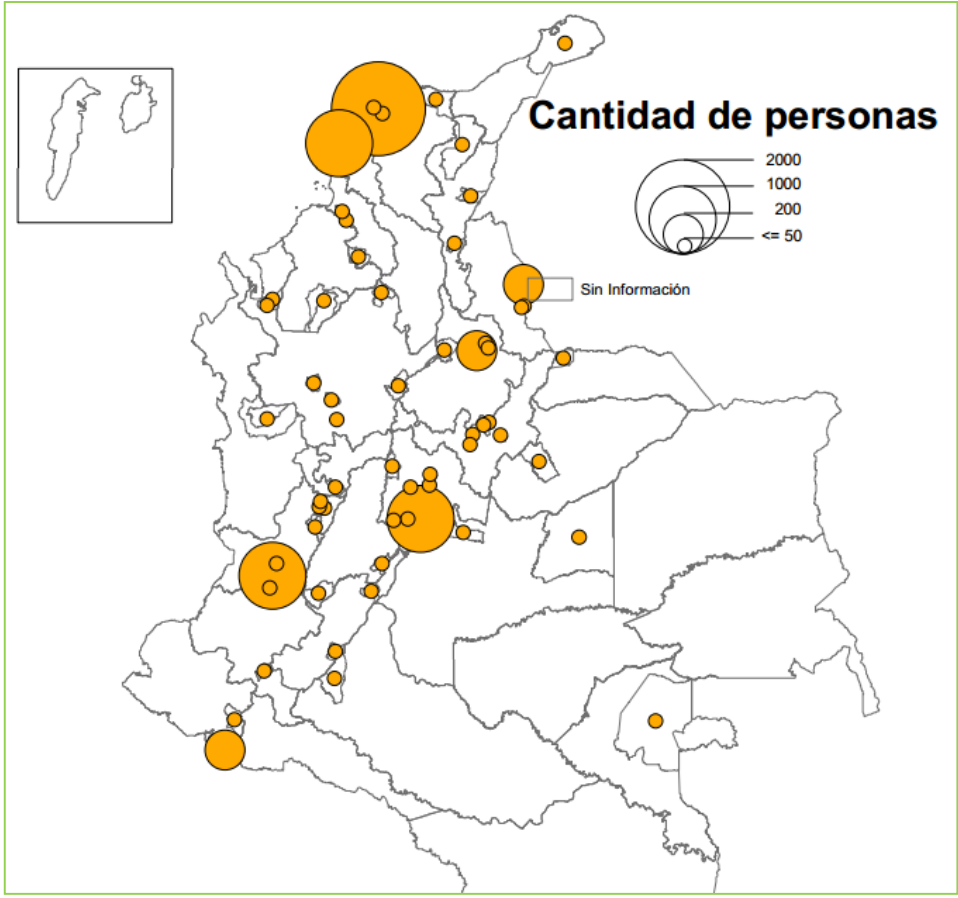 Cantidad de personas
2000
1000
200
<= 50
Sin Información